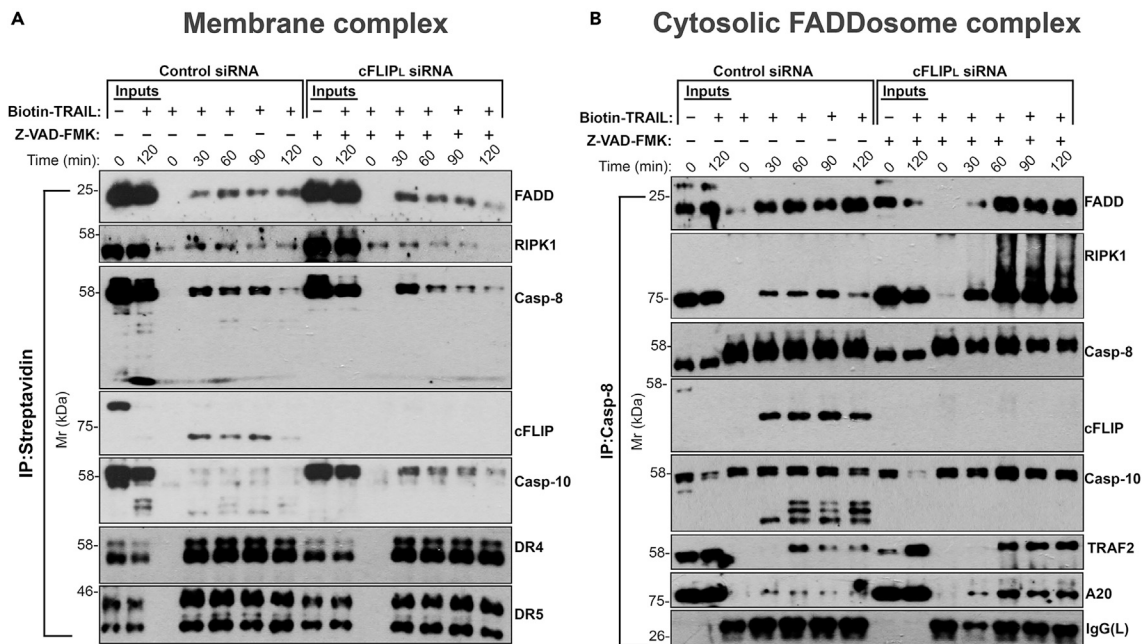 A
Membrane complex
Control siRNA
cFLIPL siRNA
Inputs
Inputs
Biotin-TRAIL: − + + + + + + − + + + + + +
Z-VAD-FMK: − − − − − − − + + + + + + +
Time (min): 0 120 0 30 60 90 120 0 120 0 30 60 90 120
IP:Streptavidin
Mr (kDa)
25-
FADD
58-
RIPK1
58-
Casp-8
75-
cFLIP
58-
Casp-10
58-
DR4
46-
DR5
B
Cytosolic FADDosome complex
Control siRNA
cFLIPL siRNA
Inputs
Inputs
Biotin-TRAIL: − + + + + + + − + + + + + +
Z-VAD-FMK: − − − − − − − + + + + + + +
Time (min): 0 120 0 30 60 90 120 0 120 0 30 60 90 120
IP:Casp-8
Mr (kDa)
25-
FADD
RIPK1
75-
58-
Casp-8
58-
cFLIP
58-
Casp-10
58-
TRAF2
75-
A20
26-
IgG(L)